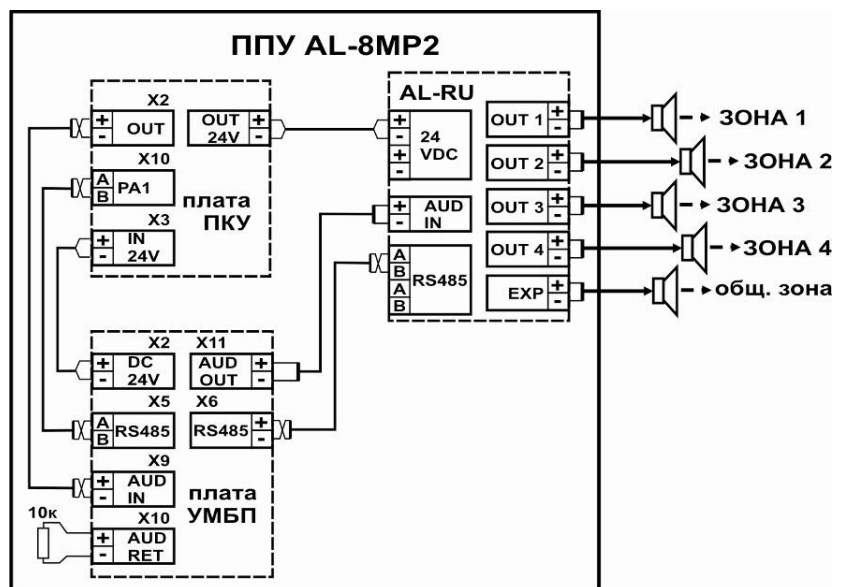 ППУ AL-8MP2
X2
+
-
OUT
OUT
24V
+
-
X10
A
B
PA1
плата
ПКУ
X3
+
-
IN
24V
AL-RU
+
-
+
-
24
VDC
OUT 1
+
-
ЗОНА 1
OUT 2
+
-
ЗОНА 2
+
-
AUD
IN
OUT 3
+
-
ЗОНА 3
OUT 4
+
-
ЗОНА 4
A
B
A
B
RS485
EXP
+
-
общ. зона
X2
+
-
DC
24V
X11
AUD
OUT
+
-
X5
A
B
RS485
X6
RS485
+
-
X9
+
-
AUD
IN
плата
УМБП
10к
X10
+
-
AUD
RET